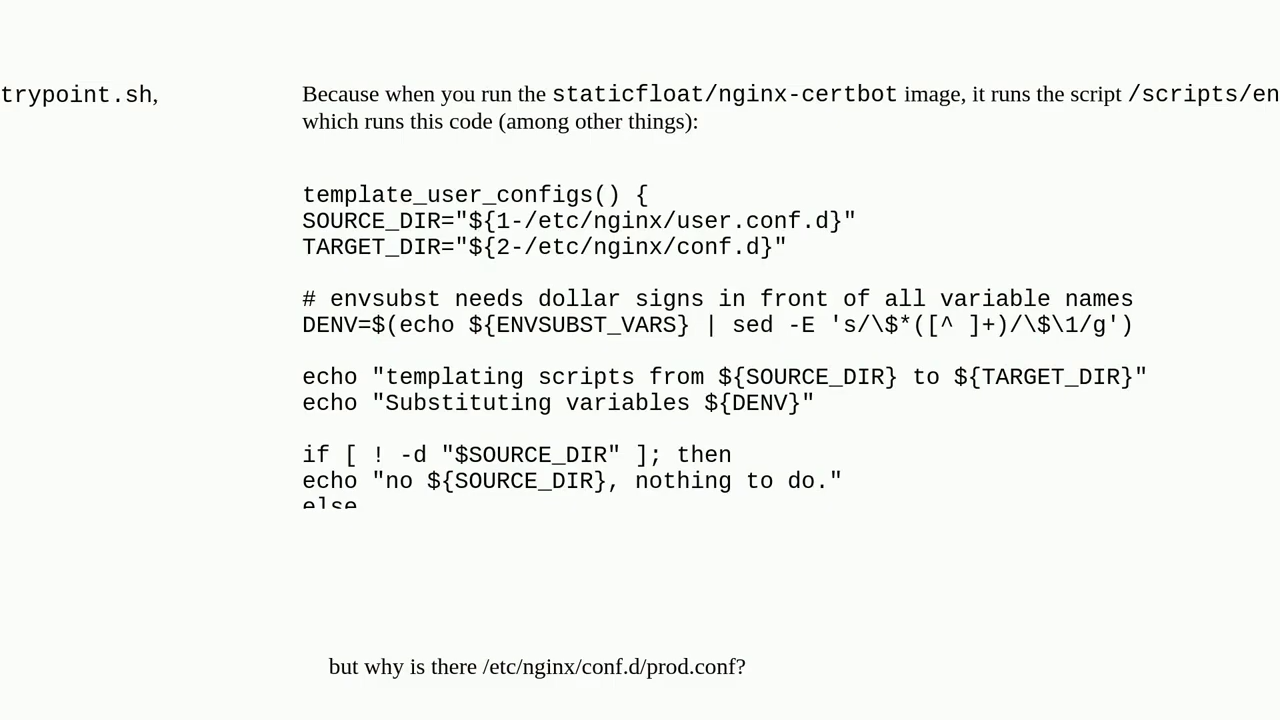 Because when you run the staticfloat/nginx-certbot image, it runs the script /scripts/en
trypoint.sh,
which runs this code (among other things):
template_user_configs() {
SOURCE_DIR="${1-/etc/nginx/user.conf.d}"
TARGET_DIR="${2-/etc/nginx/conf.d}"
# envsubst needs dollar signs in front of all variable names
DENV=$(echo ${ENVSUBST_VARS} | sed -E 's/\$*([^ ]+)/\$\1/g')
echo "templating scripts from ${SOURCE_DIR} to ${TARGET_DIR}"
echo "Substituting variables ${DENV}"
if [ ! -d "$SOURCE_DIR" ]; then
echo "no ${SOURCE_DIR}, nothing to do."
else
but why is there /etc/nginx/conf.d/prod.conf?